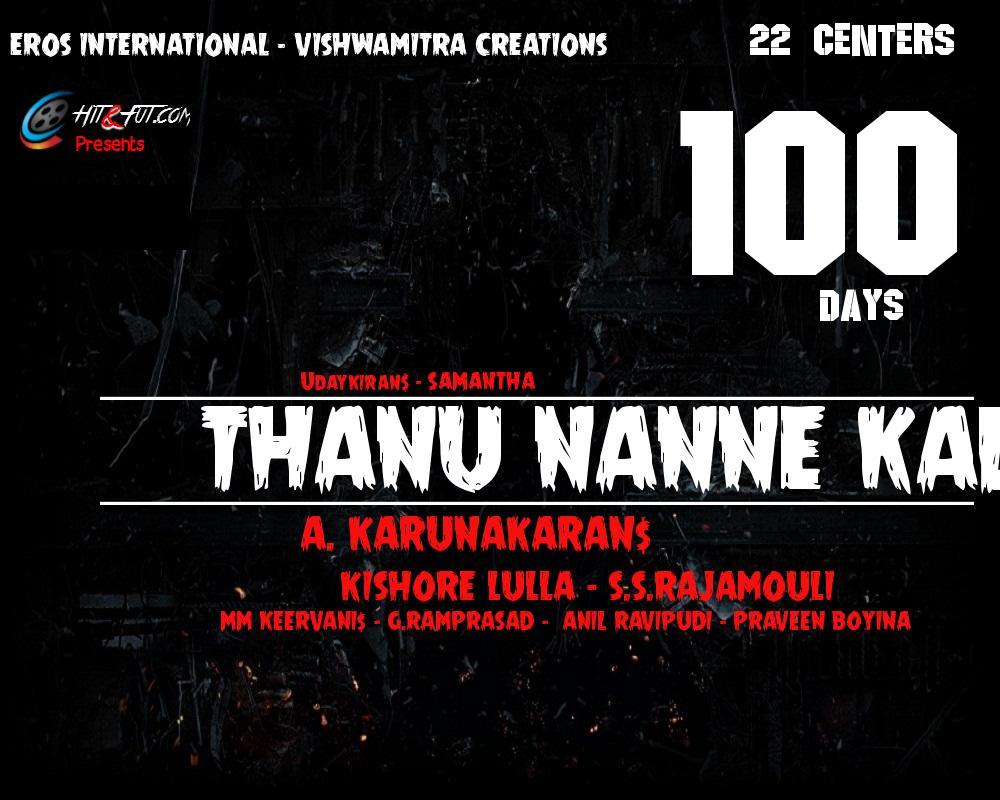 EROS INTERNATIONAL - VISHWAMITRA CREATIONS
22 CENTERS
HIT&FUT.COM
Presents
100
DAYS
UDAYKIRAN$ - SAMANTHA
THANU NANNE
A. KARUNAKARAN$
KISHORE LULLA - S.S.RAJAMOULI
MM KEERVANI$ - G.RAMPRASAD - ANIL RAVIPUDI - PRAVEEN BOYINA